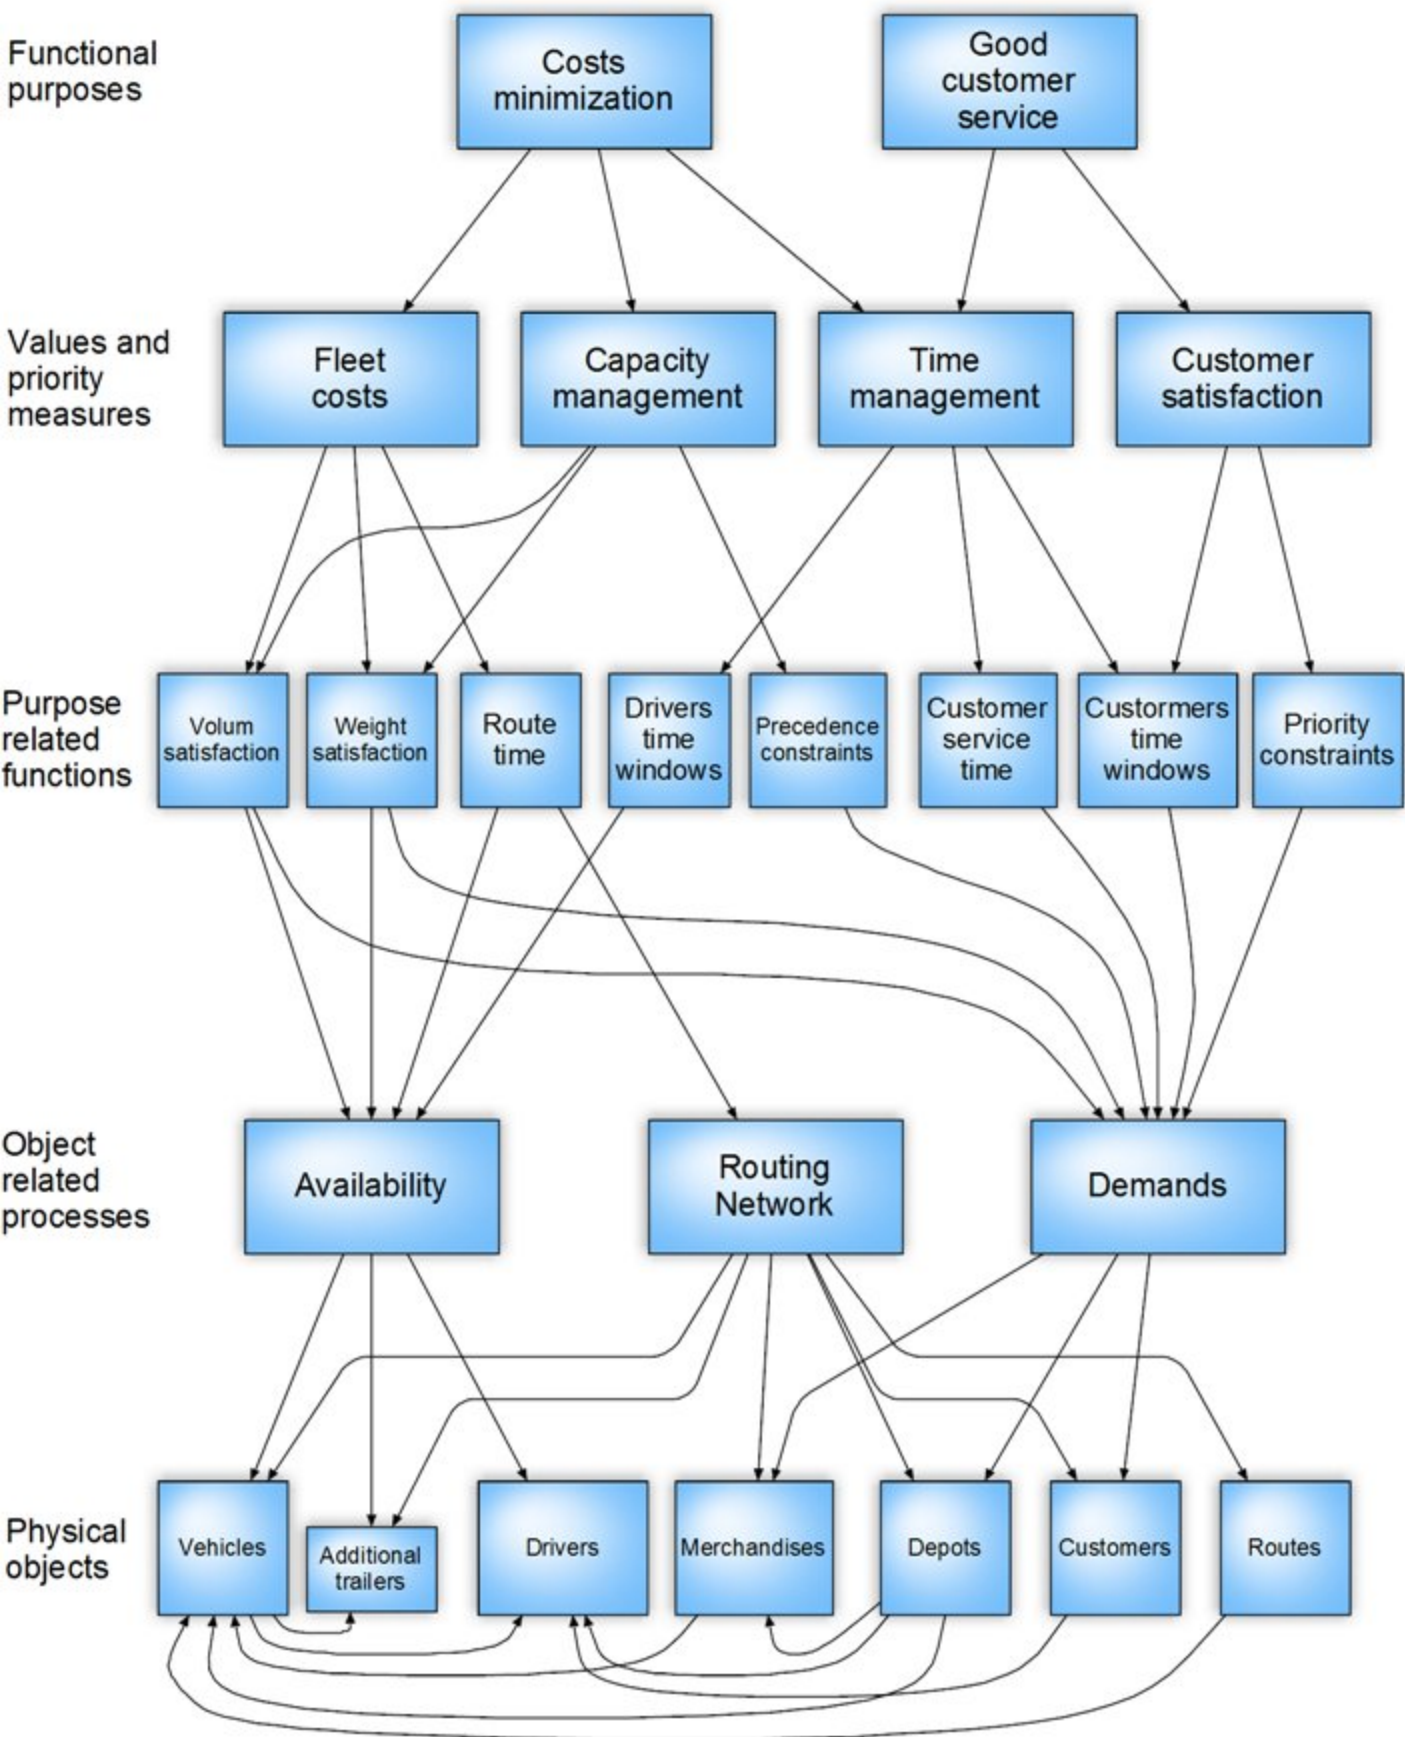 Functional
purposes
Costs
minimization
Good
customer
service
Values and
priority
measures
Fleet
costs
Capacity
management
Time
management
Customer
satisfaction
Purpose
related
functions
Volum
satisfaction
Weight
satisfaction
Route
time
Drivers
time
windows
Precedence
constraints
Customer
service
time
Custormers
time
windows
Priority
constraints
Object
related
processes
Availability
Routing
Network
Demands
Physical
objects
Vehicles
Additional
trailers
Drivers
Merchandises
Depots
Customers
Routes